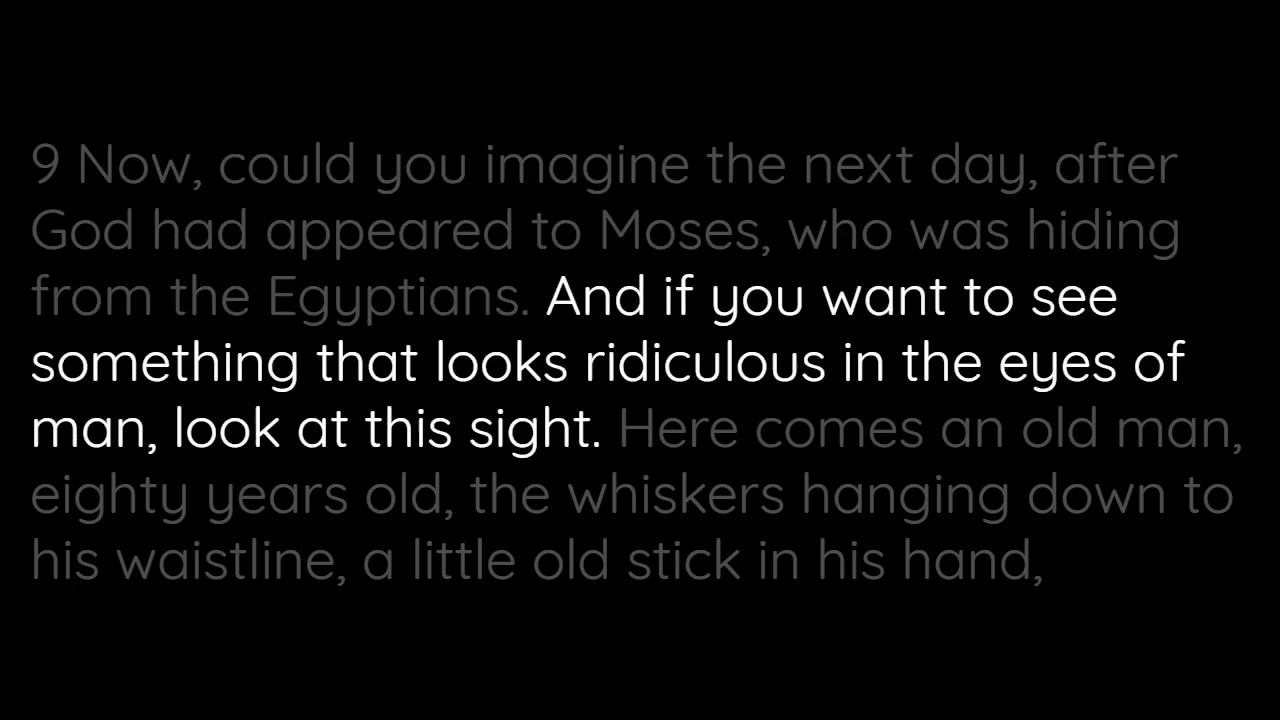 9 Now, could you imagine the next day, after
God had appeared to Moses, who was hiding
from the Egyptians. And if you want to see
something that looks ridiculous in the eyes of
man, look at this sight. Here comes an old man,
eighty years old, the whiskers hanging down to
his waistline, a little old stick in his hand,